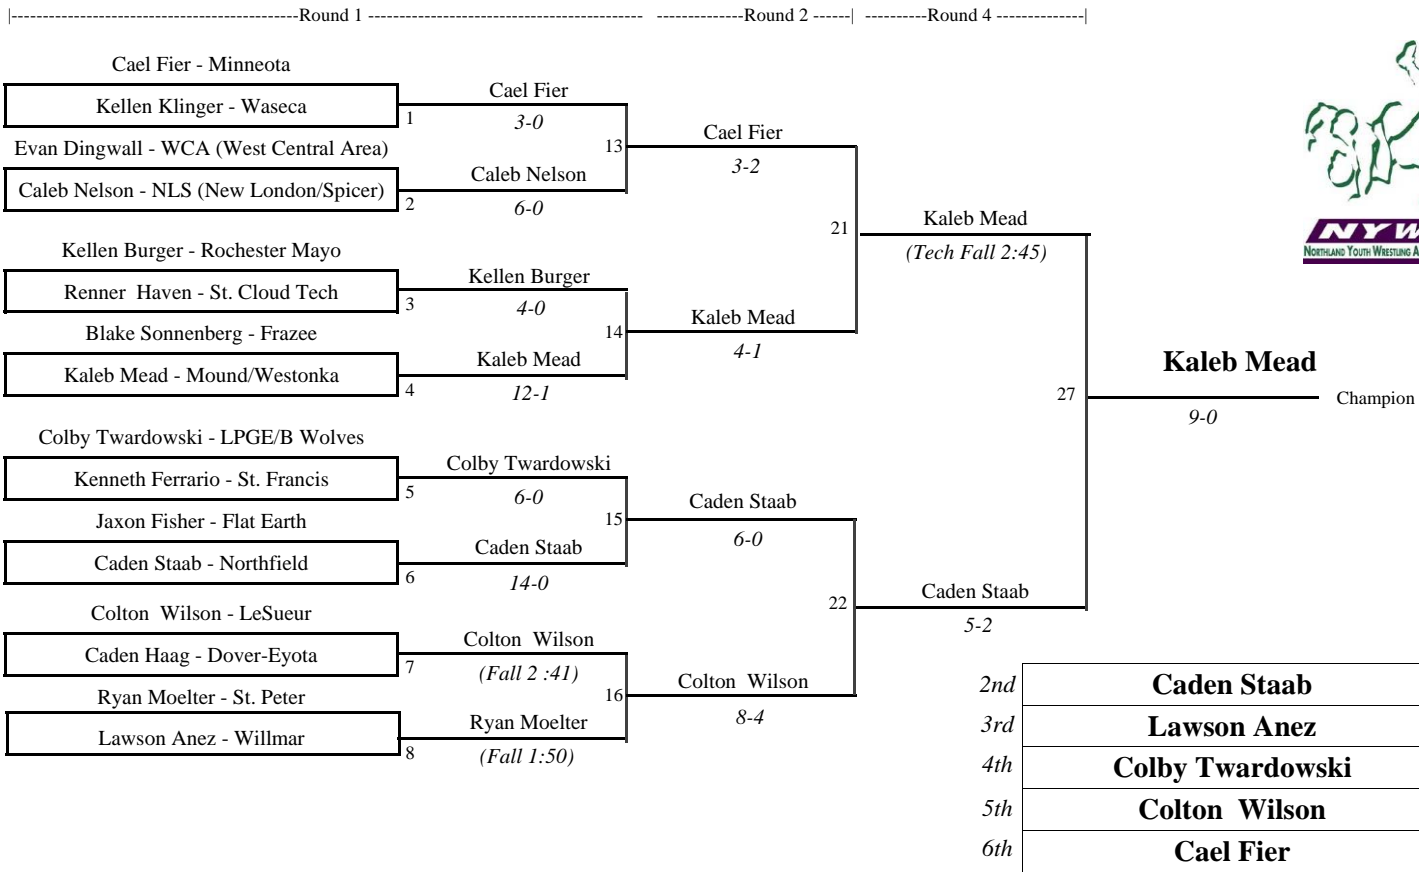 |-----------------------------------------------Round 1 --------------------------------------------- --------------Round 2 ------| ----------Round 4 --------------|
Cael Fier - Minneota
Kellen Klinger - Waseca
1
Cael Fier
3-0
Evan Dingwall - WCA (West Central Area)
Caleb Nelson - NLS (New London/Spicer)
2
Caleb Nelson
6-0
13
Cael Fier
3-2
Kellen Burger - Rochester Mayo
Renner  Haven - St. Cloud Tech
3
Kellen Burger
4-0
Blake Sonnenberg - Frazee
Kaleb Mead - Mound/Westonka
4
Kaleb Mead
12-1
14
Kaleb Mead
4-1
21
Kaleb Mead
(Tech Fall 2:45)
Colby Twardowski - LPGE/B Wolves
Kenneth Ferrario - St. Francis
5
Colby Twardowski
6-0
Jaxon Fisher - Flat Earth
Caden Staab - Northfield
6
Caden Staab
14-0
15
Caden Staab
6-0
Colton  Wilson - LeSueur
Caden Haag - Dover-Eyota
7
Colton  Wilson
(Fall 2 :41)
Ryan Moelter - St. Peter
Lawson Anez - Willmar
8
Ryan Moelter
(Fall 1:50)
16
Colton  Wilson
8-4
22
Caden Staab
5-2
27
Kaleb Mead
9-0
Champion
NYW
NORTHLAND YOUTH WRESTLING A
2nd Caden Staab
3rd Lawson Anez
4th Colby Twardowski
5th Colton  Wilson
6th Cael Fier